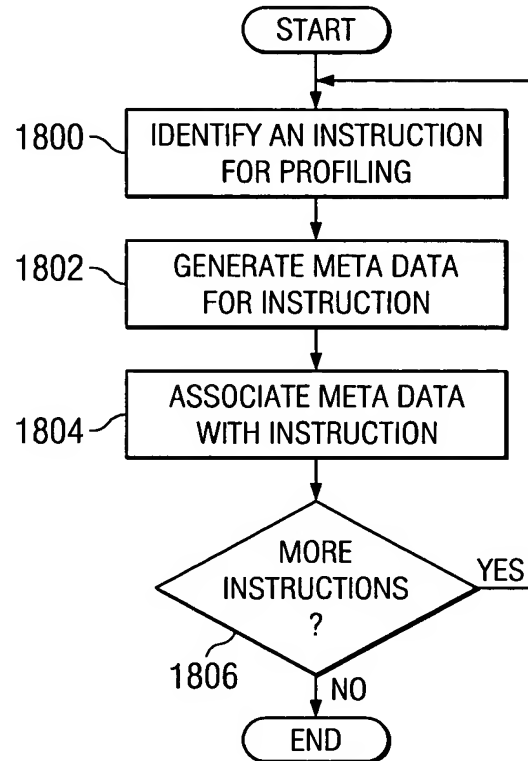 START
1800
IDENTIFY AN INSTRUCTION
FOR PROFILING
1802
GENERATE META DATA
FOR INSTRUCTION
1804
ASSOCIATE META DATA
WITH INSTRUCTION
MORE
INSTRUCTIONS
?
YES
1806
NO
END